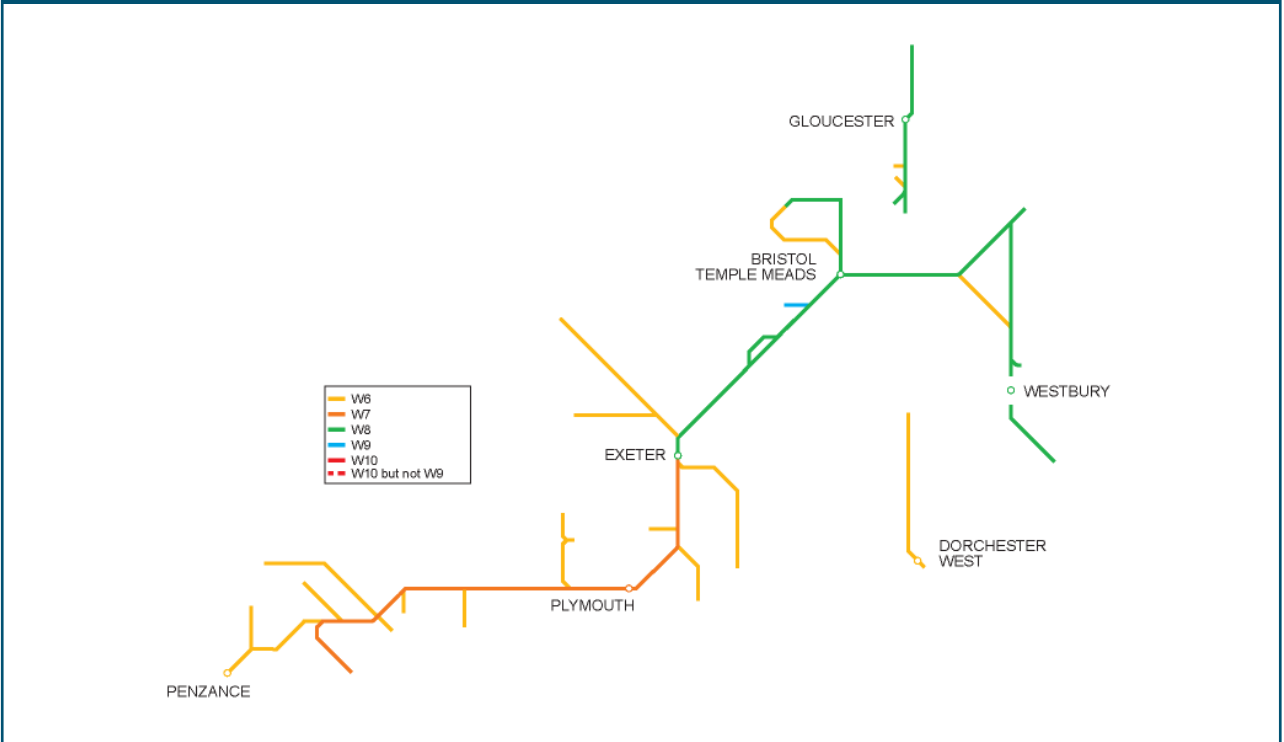 GLOUCESTER
BRISTOL
TEMPLE MEADS
W6
W7
W8
W9
W10
W10 but not W9
WESTBURY
EXETER
DORCHESTER
WEST
PLYMOUTH
PENZANCE